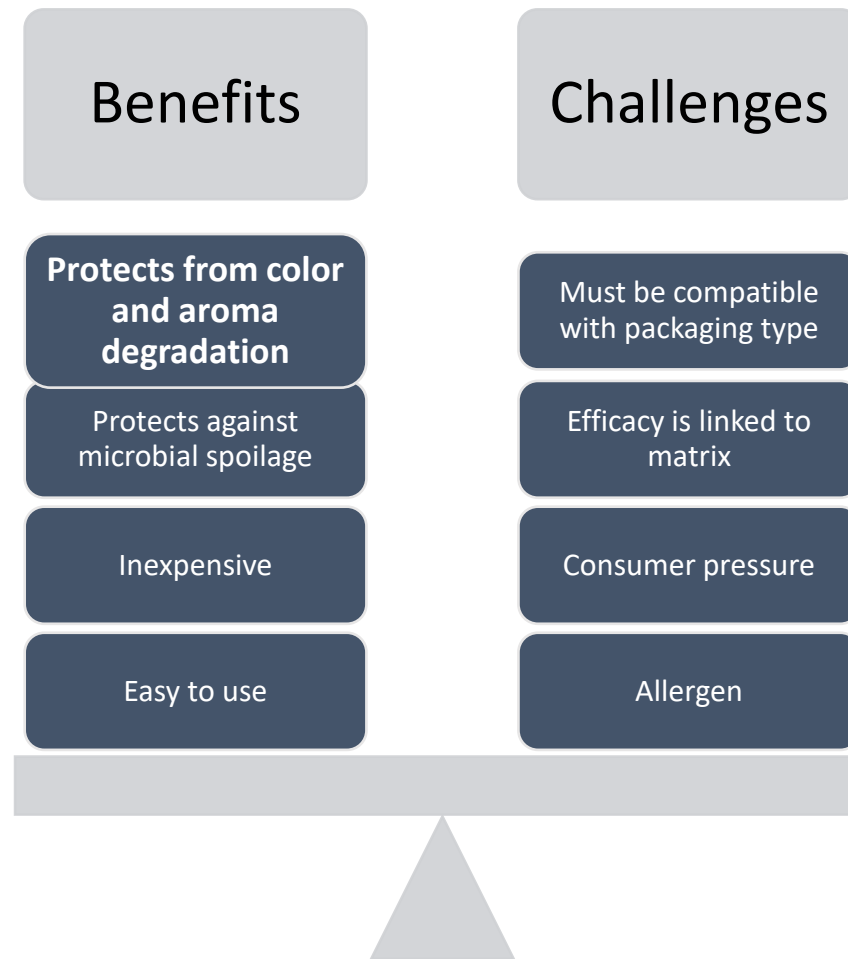 Benefits
Protects from color
and aroma
degradation
Protects against
microbial spoilage
Inexpensive
Easy to use
Challenges
Must be compatible
with packaging type
Efficacy is linked to
matrix
Consumer pressure
Allergen